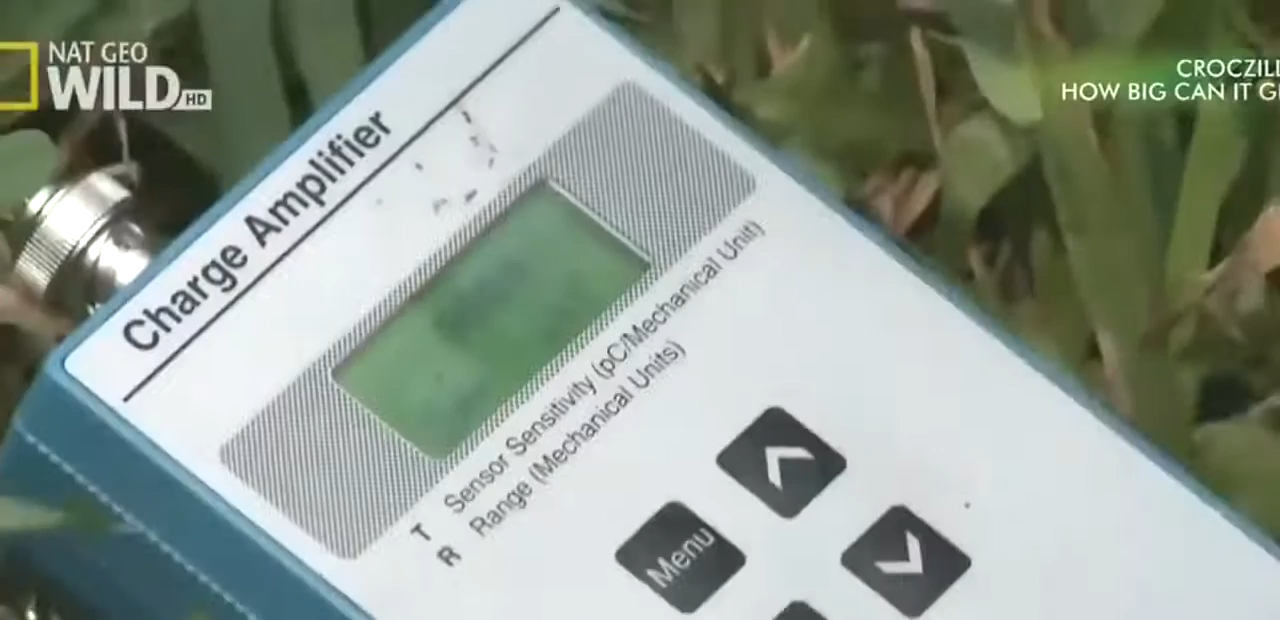 NAT GEO
WILD HD
CROCZIL
HOW BIG CAN IT G
Charge Amplifier
T Sensor Sensitivity (pC/Mechanical Unit)
R Range (Mechanical Units)
Menu